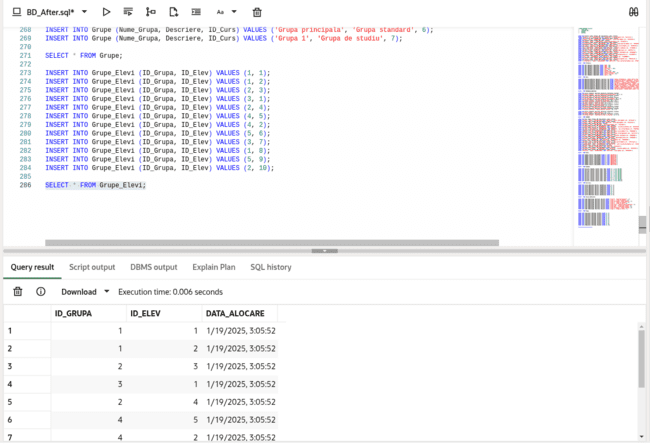 BD_After.sql*
Aa
268 INSERT INTO Grupe (Nume_Grupa, Descriere, ID_Curs) VALUES ('Grupa principala', 'Grupa standard', 6);
269 INSERT INTO Grupe (Nume_Grupa, Descriere, ID_Curs) VALUES ('Grupa 1', 'Grupa de studiu', 7);
270
271 SELECT * FROM Grupe;
272
273 INSERT INTO Grupe_Elevi (ID_Grupa, ID_Elev) VALUES (1, 1);
274 INSERT INTO Grupe_Elevi (ID_Grupa, ID_Elev) VALUES (1, 2);
275 INSERT INTO Grupe_Elevi (ID_Grupa, ID_Elev) VALUES (2, 3);
276 INSERT INTO Grupe_Elevi (ID_Grupa, ID_Elev) VALUES (3, 1);
277 INSERT INTO Grupe_Elevi (ID_Grupa, ID_Elev) VALUES (2, 4);
278 INSERT INTO Grupe_Elevi (ID_Grupa, ID_Elev) VALUES (4, 5);
279 INSERT INTO Grupe_Elevi (ID_Grupa, ID_Elev) VALUES (4, 2);
280 INSERT INTO Grupe_Elevi (ID_Grupa, ID_Elev) VALUES (5, 6);
281 INSERT INTO Grupe_Elevi (ID_Grupa, ID_Elev) VALUES (3, 7);
282 INSERT INTO Grupe_Elevi (ID_Grupa, ID_Elev) VALUES (1, 8);
283 INSERT INTO Grupe_Elevi (ID_Grupa, ID_Elev) VALUES (5, 9);
284 INSERT INTO Grupe_Elevi (ID_Grupa, ID_Elev) VALUES (2, 10);
285
286 SELECT * FROM Grupe_Elevi;
Query result Script output DBMS output Explain Plan SQL history
Download Execution time: 0.006 seconds
ID_GRUPA ID_ELEV DATA_ALOCARE
1 1 1 1/19/2025, 3:05:52
2 1 2 1/19/2025, 3:05:52
3 2 3 1/19/2025, 3:05:52
4 3 1 1/19/2025, 3:05:52
5 2 4 1/19/2025, 3:05:52
6 4 5 1/19/2025, 3:05:52
7 4 2 1/19/2025, 3:05:52